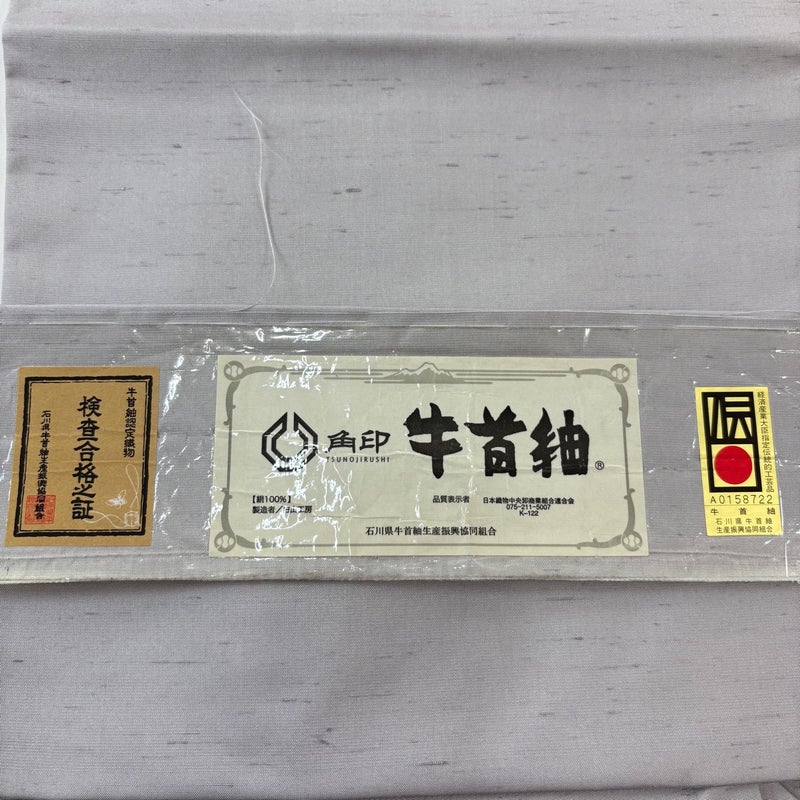 牛首紬認定織物
検査合格之証
石川県牛首紬生産振興協同組合
角印
TSUNOJIRUSHI
牛首紬®
【絹100%】
品質表示者 日本織物中央卸商業組合連合会
075-211-5007
K-122
石川県牛首紬生産振興協同組合
経済産業大臣指定伝統的工芸品
伝
A0158722
牛首紬
石川県牛首紬
生産振興協同組合